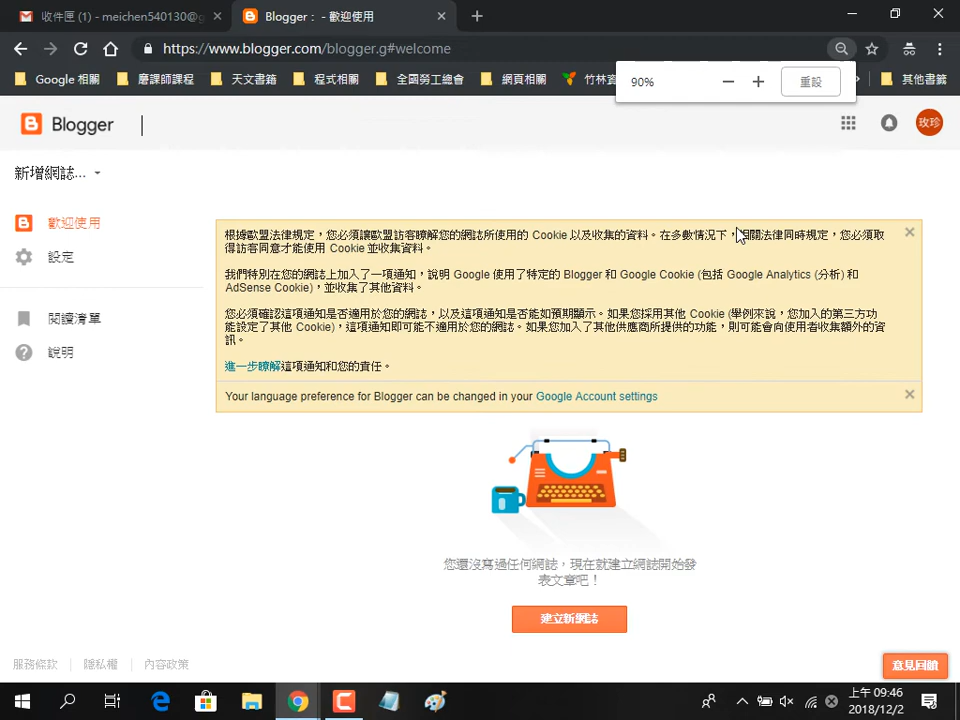 收件匣 (1) - meichen540130@g
Blogger： - 歡迎使用
https://www.blogger.com/blogger.g#welcome
Google 相關
磨課師課程
天文書籍
程式相關
全國勞工總會
網頁相關
其他書籤
90%
重設
Blogger
玫珍
新增網誌...
歡迎使用
設定
閱讀清單
說明
根據歐盟法律規定，您必須讓歐盟訪客瞭解您的網誌所使用的 Cookie 以及收集的資料。在多數情況下，相關法律同時規定，您必須取
得訪客同意才能使用 Cookie 並收集資料。
我們特別在您的網誌上加入了一項通知，說明 Google 使用了特定的 Blogger 和 Google Cookie (包括 Google Analytics (分析) 和
AdSense Cookie)，並收集了其他資料。
您必須確認這項通知是否適用於您的網誌，以及這項通知是否能如預期顯示。如果您採用其他 Cookie (舉例來說，您加入的第三方功
能設定了其他 Cookie)，這項通知即可能不適用於您的網誌。如果您加入了其他供應商所提供的功能，則可能會向使用者收集額外的資
訊。
進一步瞭解這項通知和您的責任。
Your language preference for Blogger can be changed in your Google Account settings
您還沒寫過任何網誌，現在就建立網誌開始發
表文章吧！
建立新網誌
服務條款
隱私權
內容政策
意見回饋
上午 09:46
2018/12/2